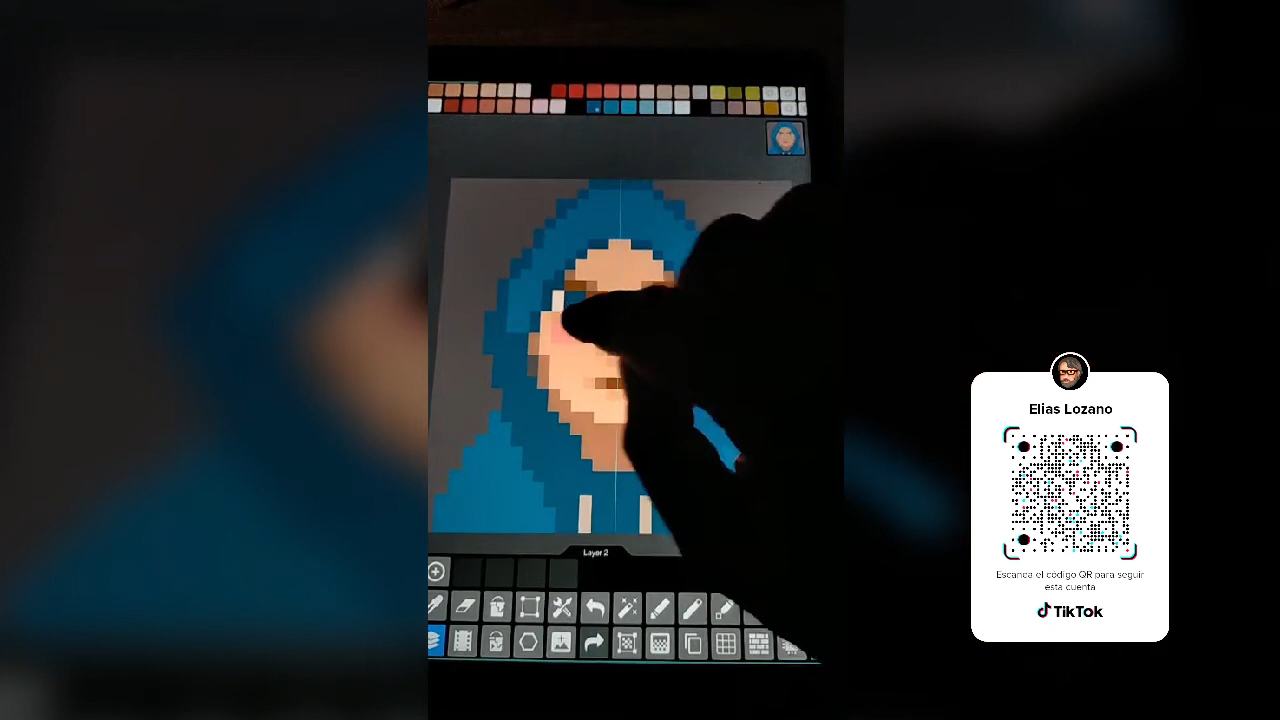 Layer 2
Elias Lozano
Escanea el código QR para seguir
esta cuenta
TikTok